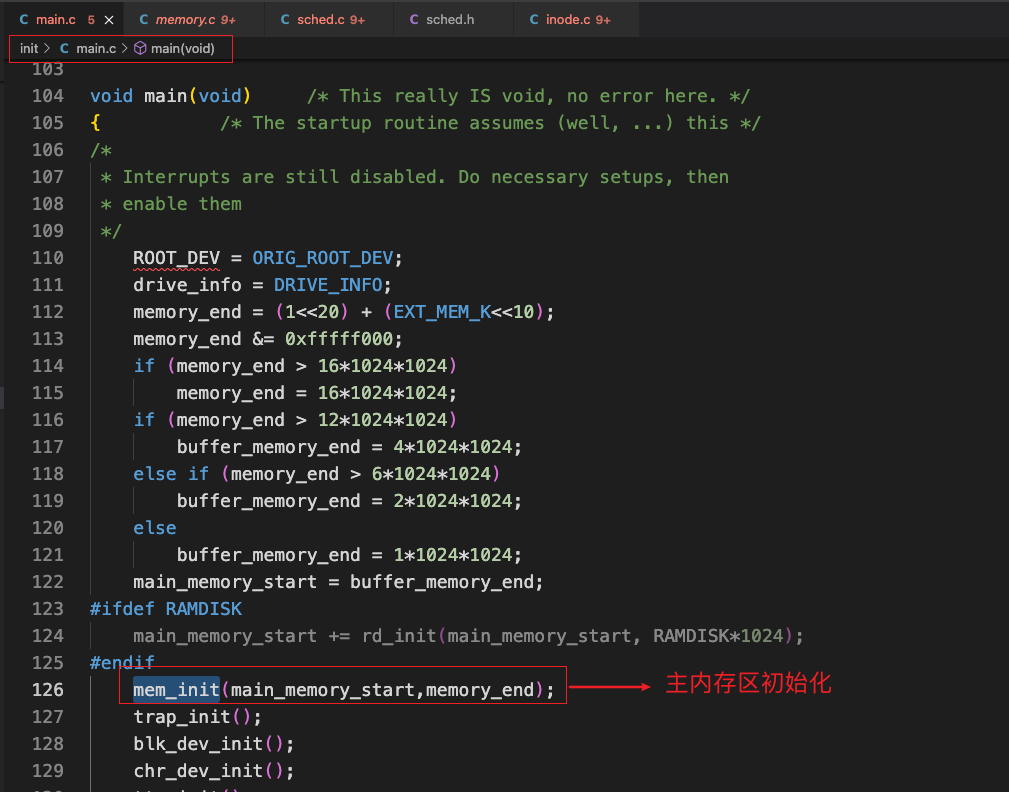 main.c 5 × memory.c 9+ sched.c 9+ sched.h inode.c 9+
init > main.c > main(void)
103
104 void main(void) /* This really IS void, no error here. */
105 { /* The startup routine assumes (well, ...) this */
106 /*
107 * Interrupts are still disabled. Do necessary setups, then
108 * enable them
109 */
110 ROOT_DEV = ORIG_ROOT_DEV;
111 drive_info = DRIVE_INFO;
112 memory_end = (1<<20) + (EXT_MEM_K<<10);
113 memory_end &= 0xfffff000;
114 if (memory_end > 16*1024*1024)
115 memory_end = 16*1024*1024;
116 if (memory_end > 12*1024*1024)
117 buffer_memory_end = 4*1024*1024;
118 else if (memory_end > 6*1024*1024)
119 buffer_memory_end = 2*1024*1024;
120 else
121 buffer_memory_end = 1*1024*1024;
122 main_memory_start = buffer_memory_end;
123 #ifdef RAMDISK
124 main_memory_start += rd_init(main_memory_start, RAMDISK*1024);
125 #endif
126 mem_init(main_memory_start,memory_end); 主内存区初始化
127 trap_init();
128 blk_dev_init();
129 chr_dev_init();